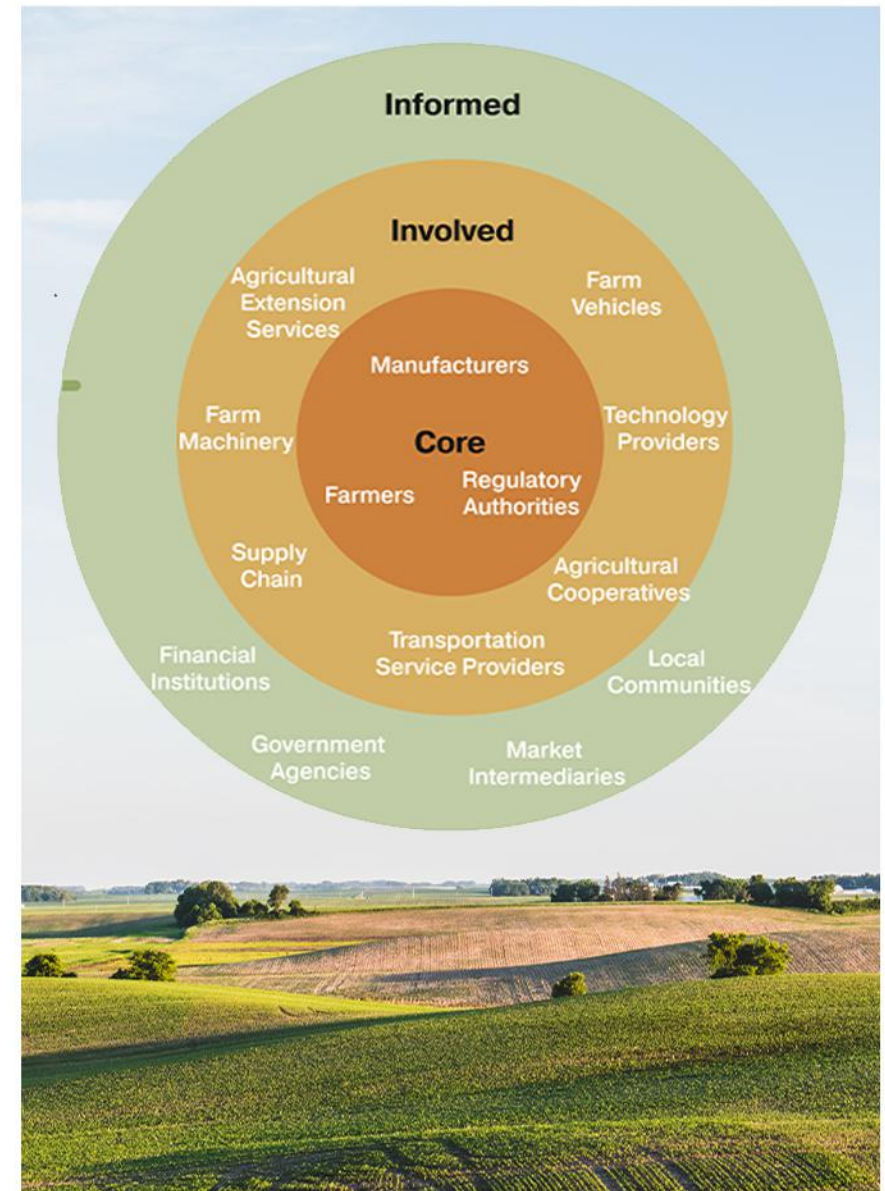 Informed
Involved
Agricultural
Extension
Services
Farm
Vehicles
Manufacturers
Farm
Machinery
Core
Technology
Providers
Farmers
Regulatory
Authorities
Supply
Chain
Agricultural
Cooperatives
Transportation
Service Providers
Financial
Institutions
Local
Communities
Government
Agencies
Market
Intermediaries